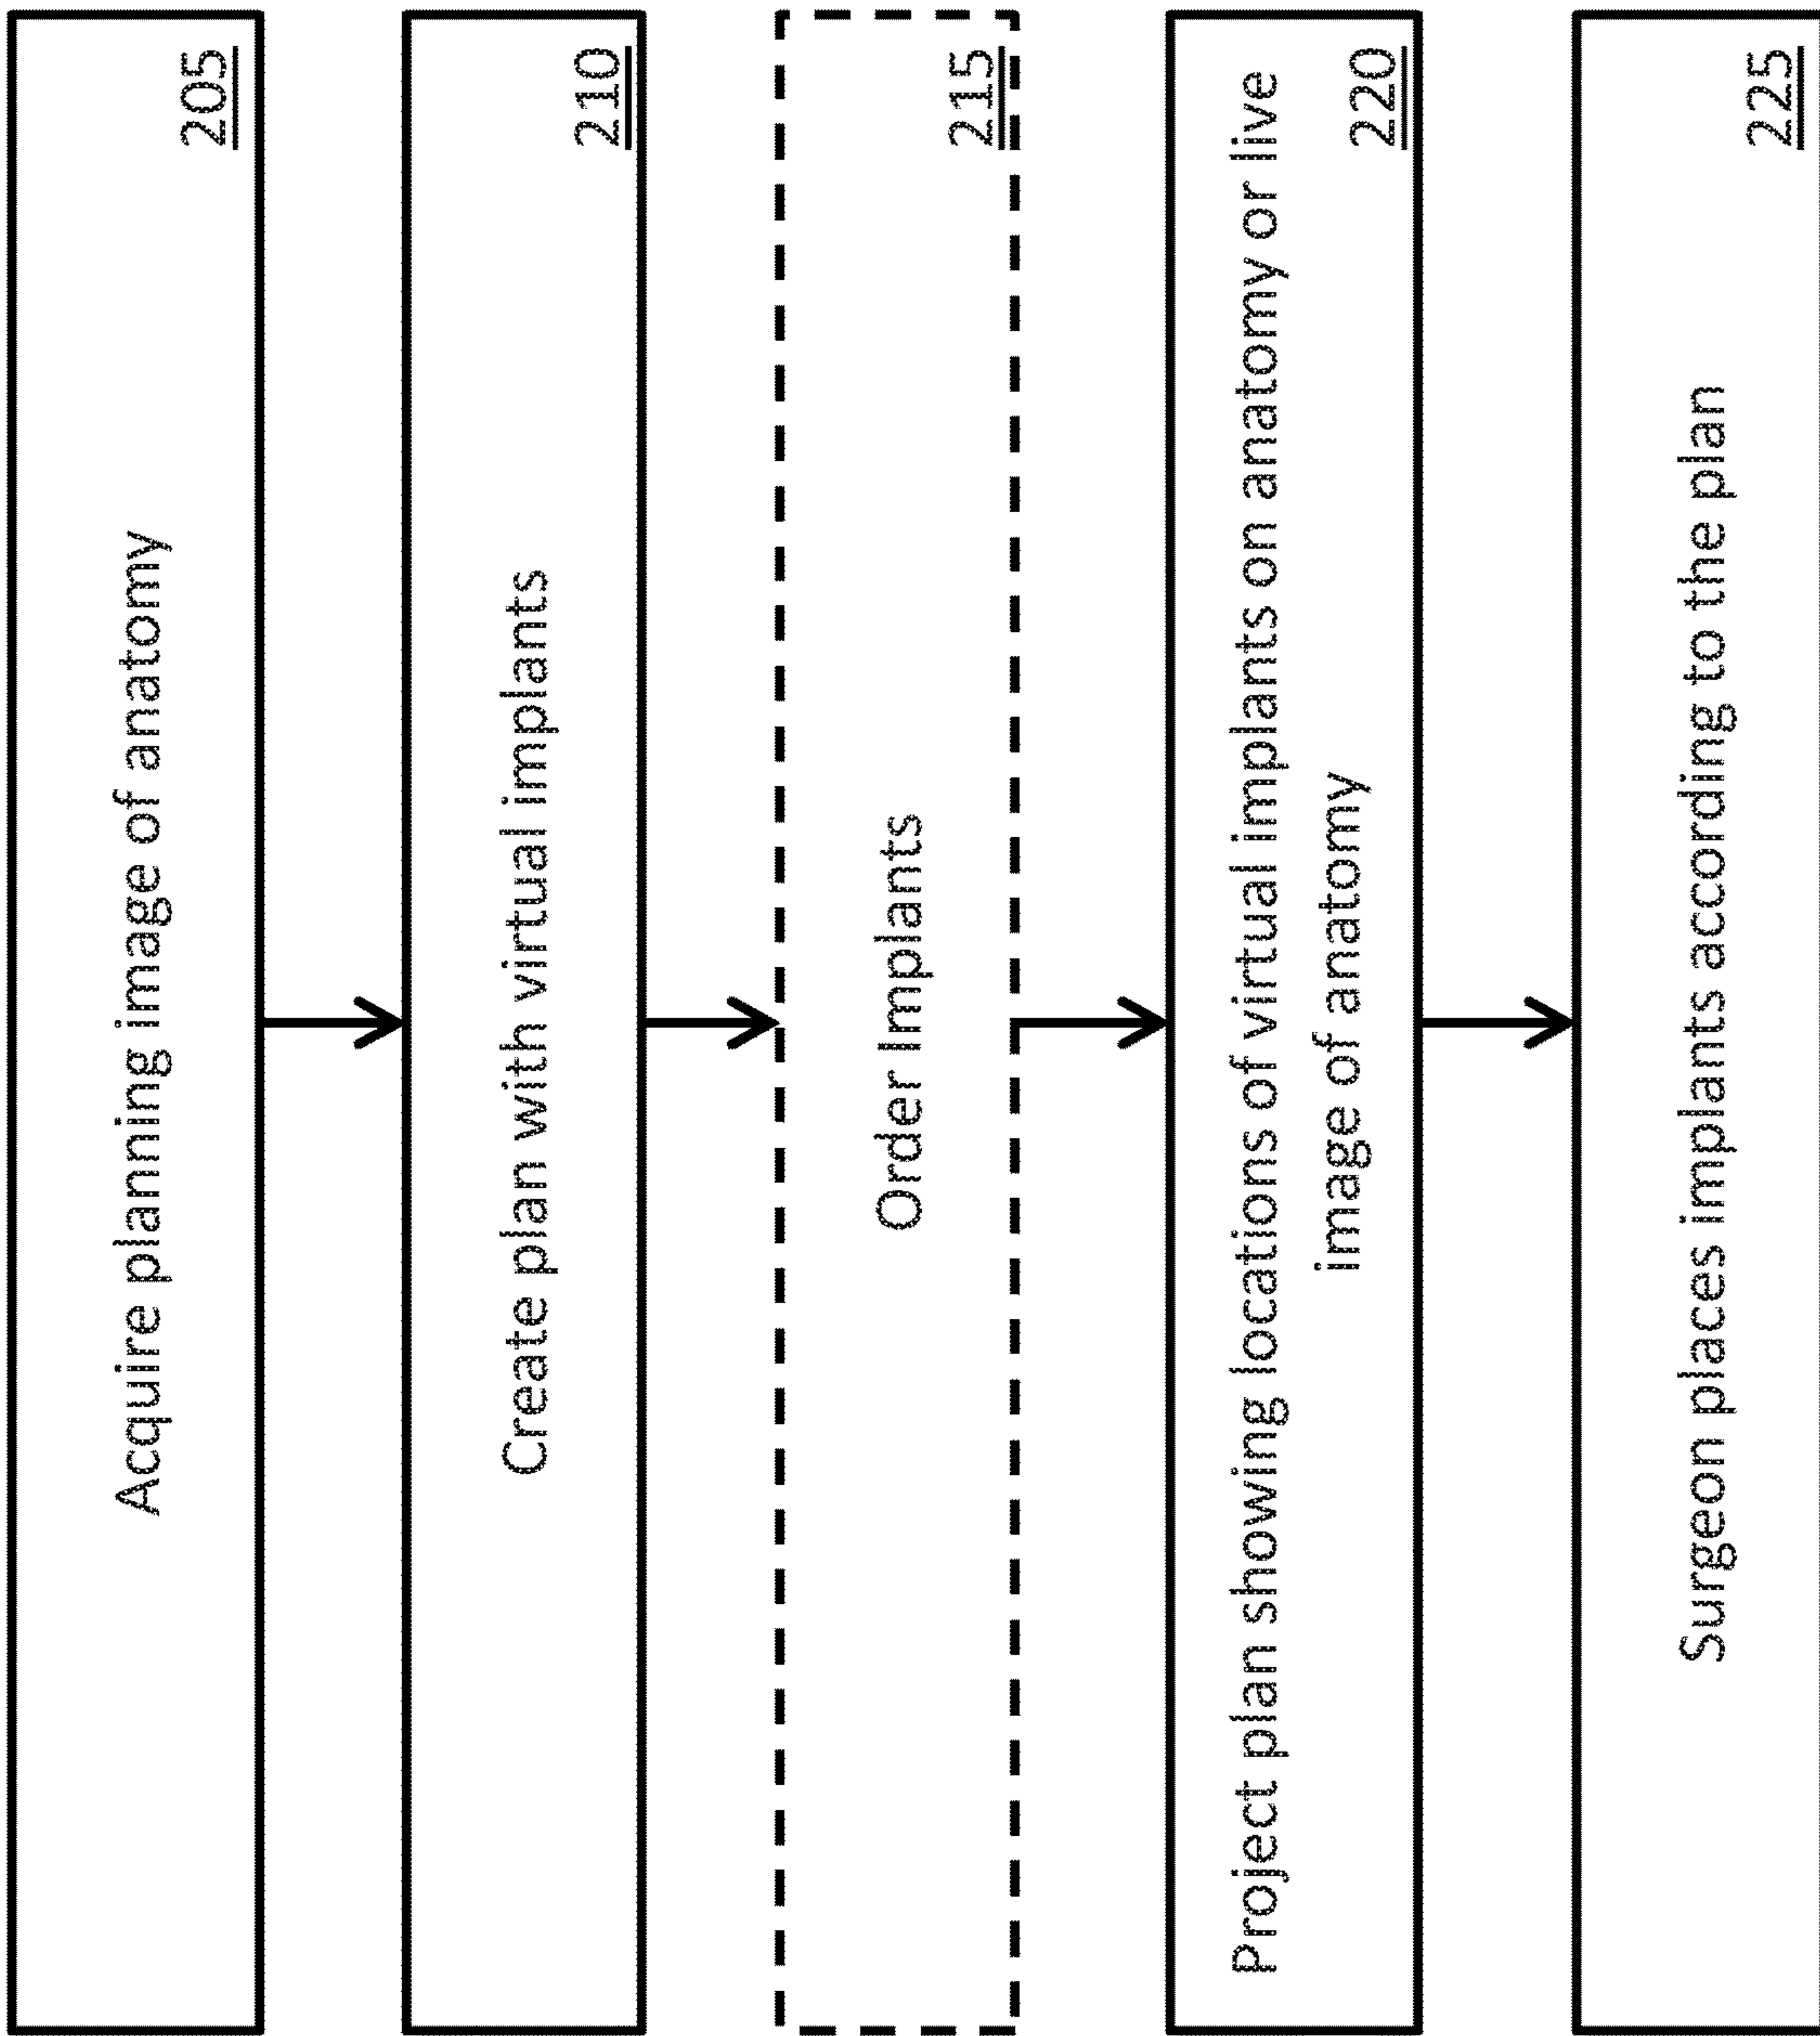 Acquire planning image of anatomy
205
Create plan with virtual implants
210
Order Implants
215
Project plan showing locations of virtual implants on anatomy or live
image of anatomy
220
Surgeon places implants according to the plan
225